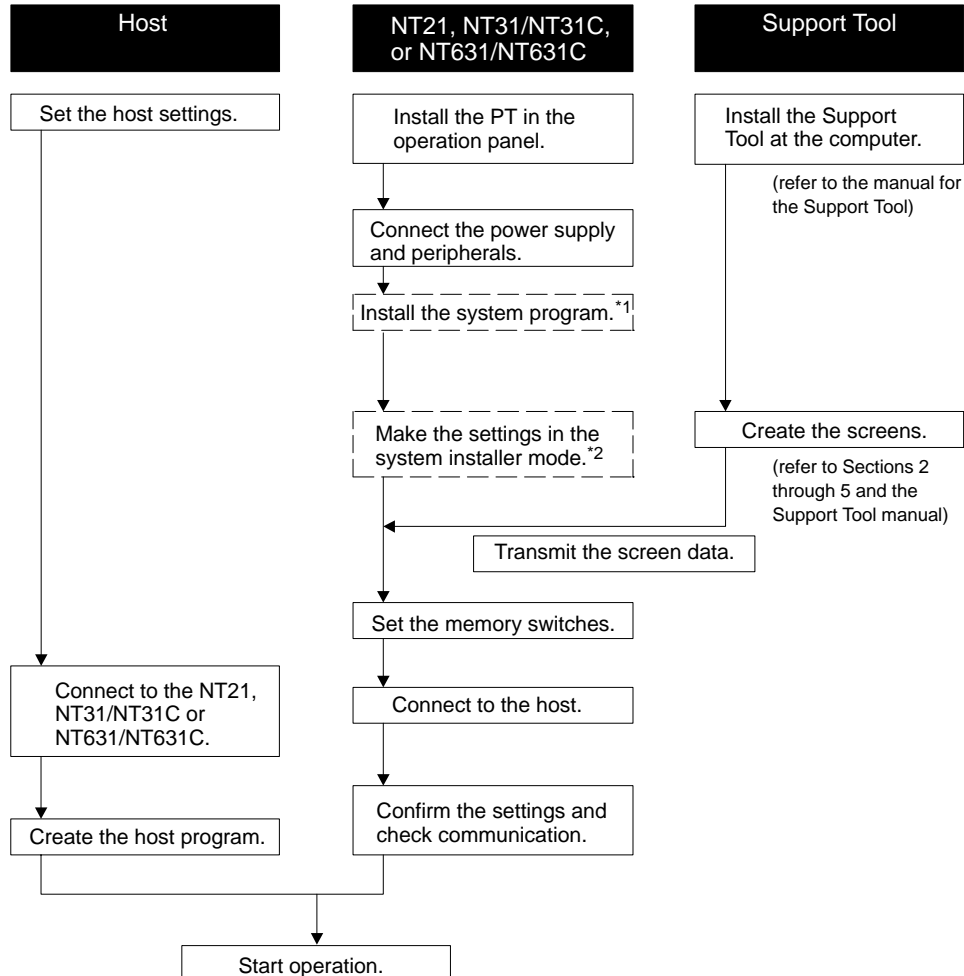 Host
NT21, NT31/NT31C,
or NT631/NT631C
Support Tool
Set the host settings.
Install the PT in the
operation panel.
Install the Support
Tool at the computer.
(refer to the manual for
the Support Tool)
Connect the power supply
and peripherals.
Install the system program.*1
Make the settings in the
system installer mode.*2
Create the screens.
(refer to Sections 2
through 5 and the
Support Tool manual)
Transmit the screen data.
Set the memory switches.
Connect to the NT21,
NT31/NT31C or
NT631/NT631C.
Connect to the host.
Create the host program.
Confirm the settings and
check communication.
Start operation.